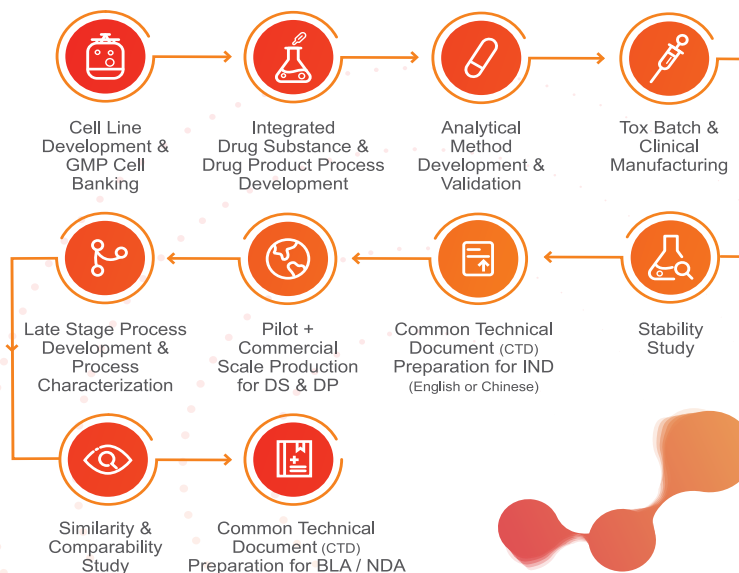 Cell Line
Development &
GMP Cell
Banking
Integrated
Drug Substance &
Drug Product Process
Development
Analytical
Method
Development &
Validation
Tox Batch &
Clinical
Manufacturing
Late Stage Process
Development &
Process
Characterization
Pilot +
Commercial
Scale Production
for DS & DP
Common Technical
Document (CTD)
Preparation for IND
(English or Chinese)
Stability
Study
Similarity &
Comparability
Study
Common Technical
Document (CTD)
Preparation for BLA / NDA